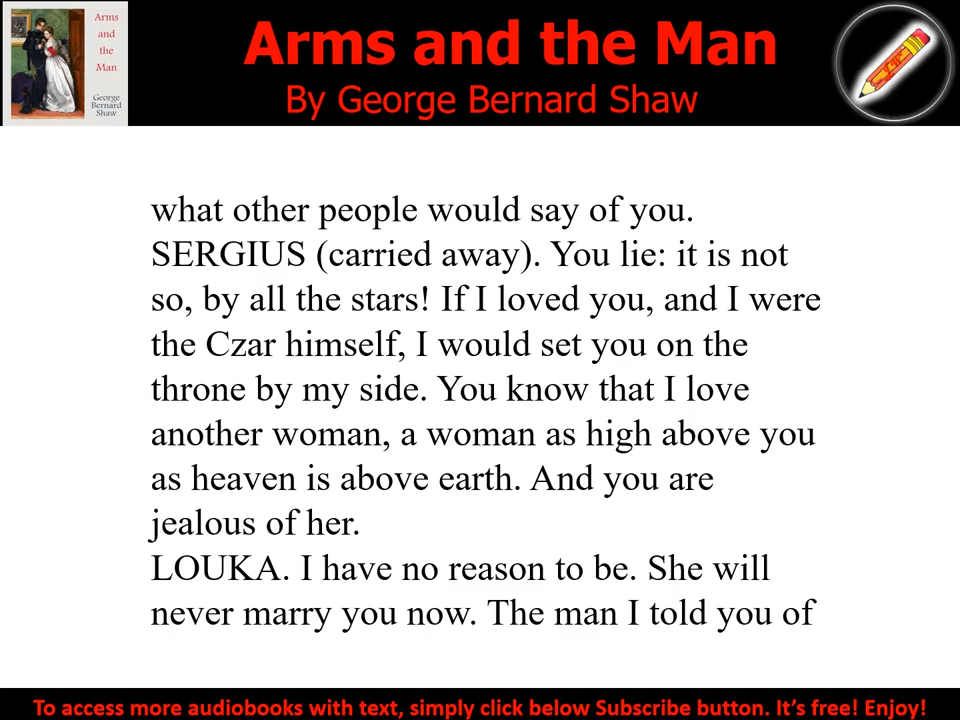 Arms
and
the
Man
George
Bernard
Shaw
Arms and the Man
By George Bernard Shaw
what other people would say of you.
SERGIUS (carried away). You lie: it is not
so, by all the stars! If I loved you, and I were
the Czar himself, I would set you on the
throne by my side. You know that I love
another woman, a woman as high above you
as heaven is above earth. And you are
jealous of her.
LOUKA. I have no reason to be. She will
never marry you now. The man I told you of
To access more audiobooks with text, simply click below Subscribe button. It's free! Enjoy!